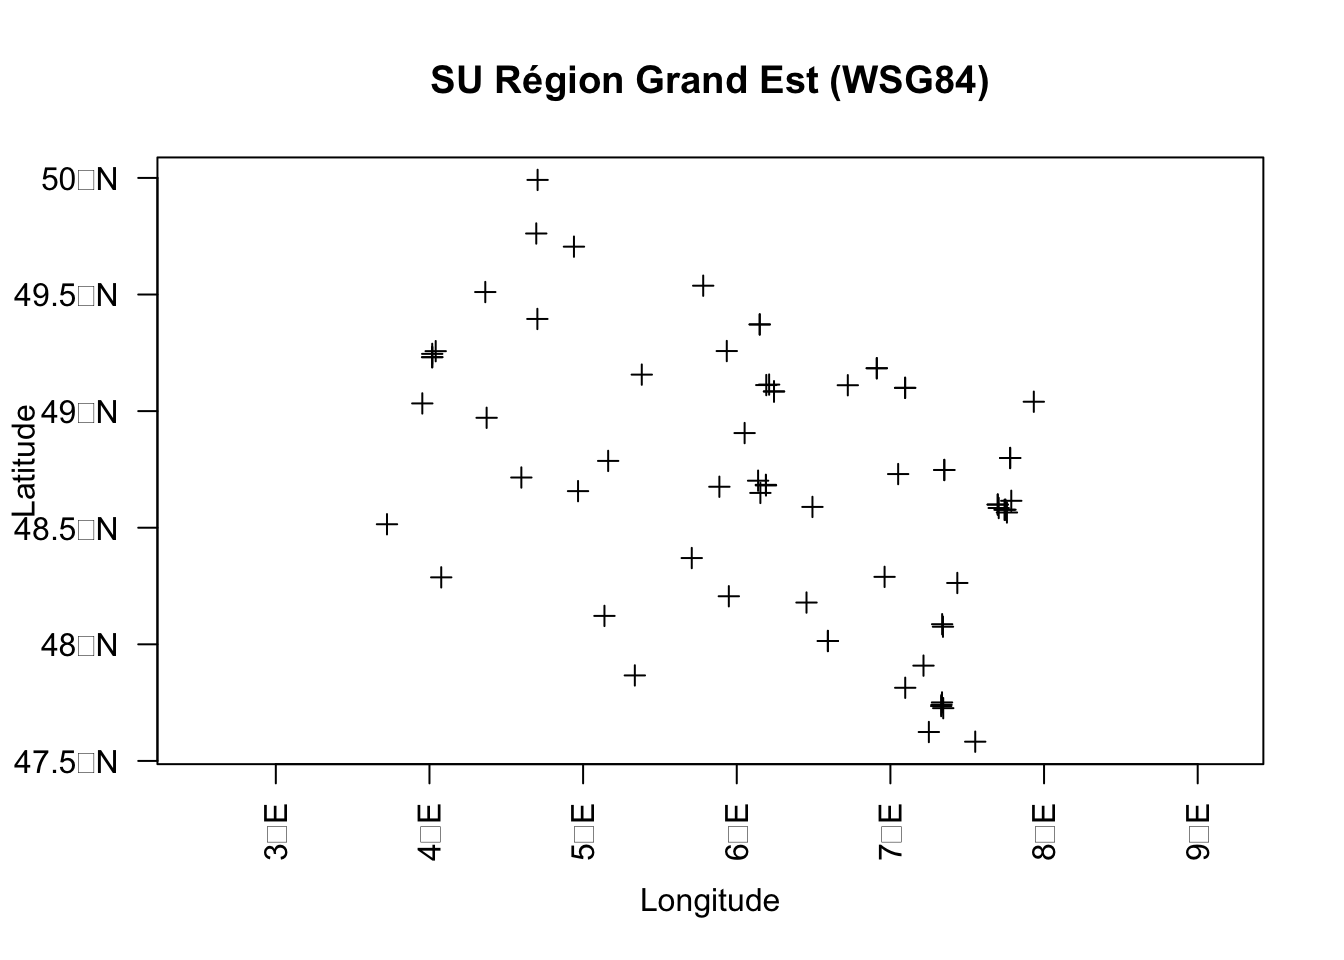 SU Région Grand Est (WSG84)
50□N
49.5□N
49□N
48.5□N
48□N
47.5□N
Latitude
3□E
4□E
5□E
6□E
7□E
8□E
9□E
Longitude